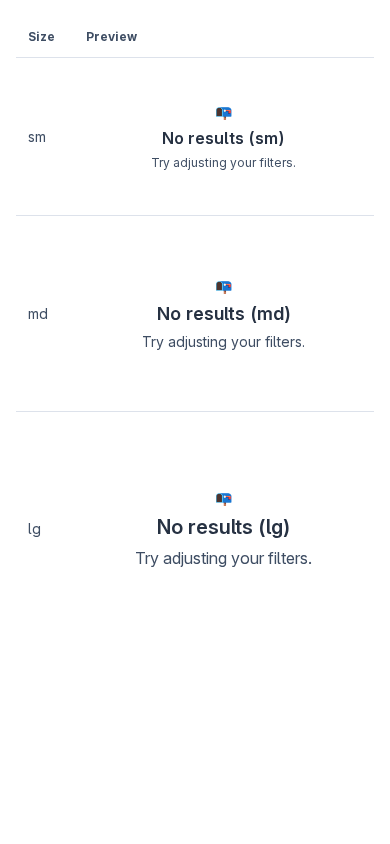 Size Preview
sm
No results (sm)
Try adjusting your filters.
md
No results (md)
Try adjusting your filters.
lg
No results (lg)
Try adjusting your filters.